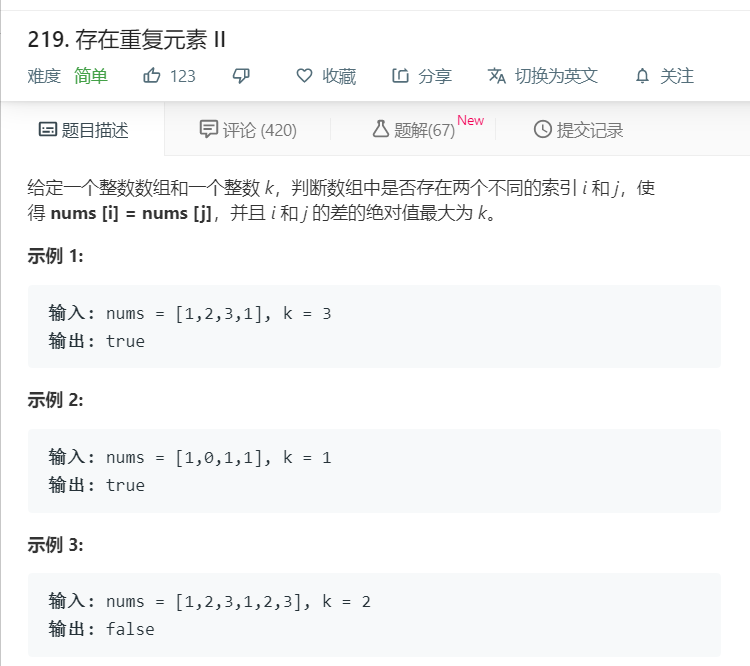 219. 存在重复元素 II
难度 简单 123 收藏 分享 切换为英文 关注
题目描述 评论 (420) 题解(67) New 提交记录
给定一个整数数组和一个整数 k，判断数组中是否存在两个不同的索引 i 和 j，使
得 nums [i] = nums [j]，并且 i 和 j 的差的绝对值最大为 k。
示例 1:
输入: nums = [1,2,3,1], k = 3
输出: true
示例 2:
输入: nums = [1,0,1,1], k = 1
输出: true
示例 3:
输入: nums = [1,2,3,1,2,3], k = 2
输出: false